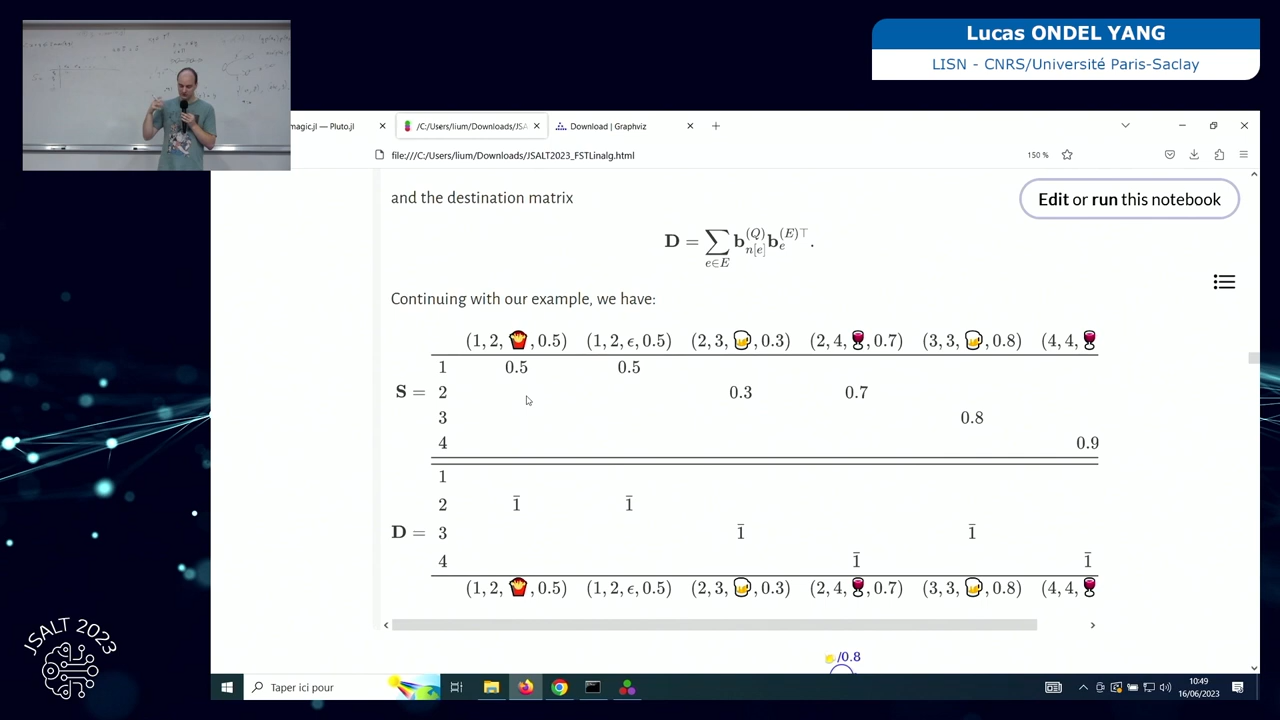 Lucas ONDEL YANG
LISN - CNRS/Université Paris-Saclay
magic.jl — Pluto.jl
/C:/Users/lium/Downloads/JSA
Download | Graphviz
file:///C:/Users/lium/Downloads/JSALT2023_FSTLinalg.html
150 %
and the destination matrix
Edit or run this notebook
D = ∑_{e∈E} b_{n[e]}^{(Q)} b_e^{(E)⊤}.
Continuing with our example, we have:
(1, 2, 🍟, 0.5) (1, 2, ϵ, 0.5) (2, 3, 🍺, 0.3) (2, 4, 🍷, 0.7) (3, 3, 🍺, 0.8) (4, 4, 🍷
1 0.5 0.5
S = 2 0.3 0.7
3 0.8
4 0.9
1
2 1̄ 1̄
D = 3 1̄ 1̄
4 1̄ 1̄
(1, 2, 🍟, 0.5) (1, 2, ϵ, 0.5) (2, 3, 🍺, 0.3) (2, 4, 🍷, 0.7) (3, 3, 🍺, 0.8) (4, 4, 🍷
/0.8
JSALT 2023
Taper ici pour
10:49
16/06/2023